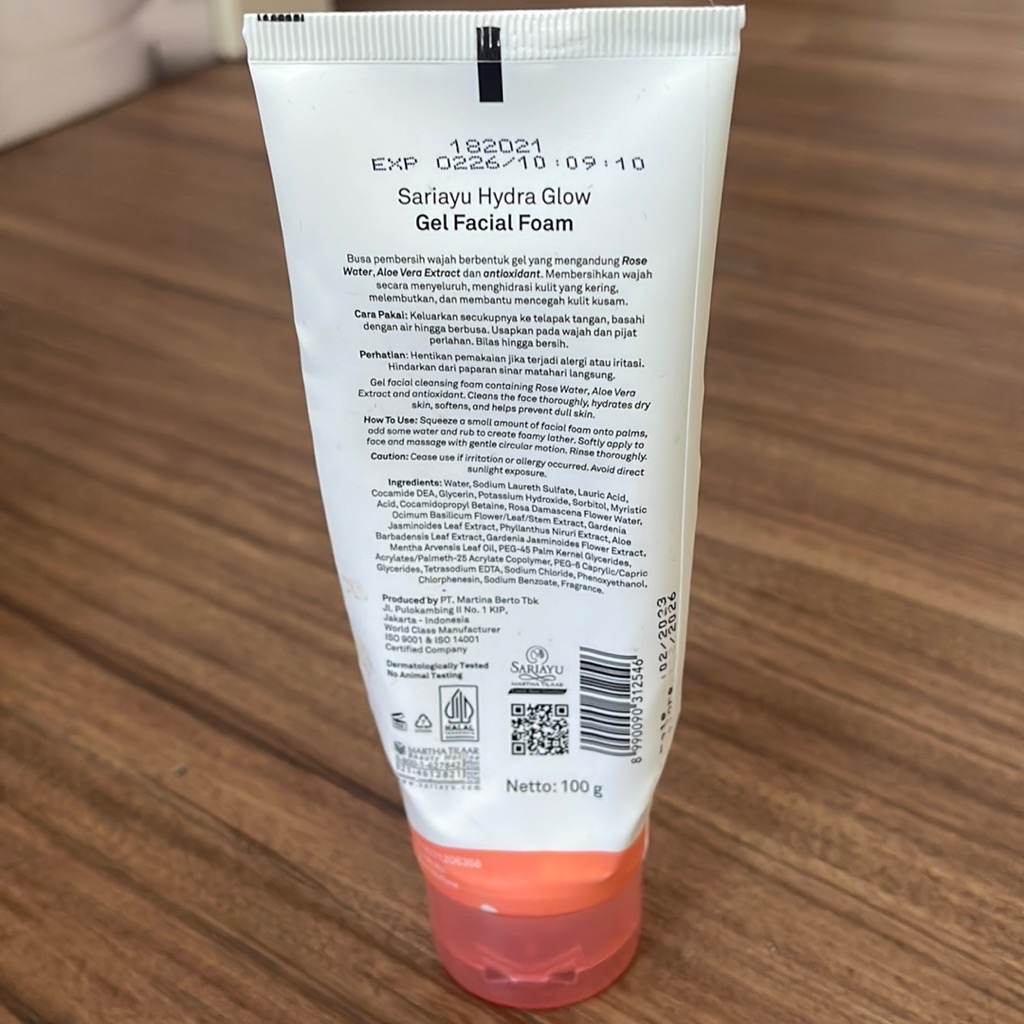 182021
EXP 0226/10:09:10
Sariayu Hydra Glow
Gel Facial Foam
Busa pembersih wajah berbentuk gel yang mengandung Rose
Water, Aloe Vera Extract dan antioxidant. Membersihkan wajah
secara menyeluruh, menghidrasi kulit yang kering,
melembutkan, dan membantu mencegah kulit kusam.
Cara Pakai: Keluarkan secukupnya ke telapak tangan, basahi
dengan air hingga berbusa. Usapkan pada wajah dan pijat
perlahan. Bilas hingga bersih.
Perhatian: Hentikan pemakaian jika terjadi alergi atau iritasi.
Hindarkan dari paparan sinar matahari langsung.
Gel facial cleansing foam containing Rose Water, Aloe Vera
Extract and antioxidant. Cleans the face thoroughly, hydrates dry
skin, softens, and helps prevent dull skin.
How To Use: Squeeze a small amount of facial foam onto palms,
add some water and rub to create foamy lather. Softly apply to
face and massage with gentle circular motion. Rinse thoroughly.
Caution: Cease use if irritation or allergy occurred. Avoid direct
sunlight exposure.
Ingredients: Water, Sodium Laureth Sulfate, Lauric Acid,
Cocamide DEA, Glycerin, Potassium Hydroxide, Sorbitol, Myristic
Acid, Cocamidopropyl Betaine, Rosa Damascena Flower Water,
Ocimum Basilicum Flower/Leaf/Stem Extract, Gardenia
Jasminoides Leaf Extract, Phyllanthus Niruri Extract, Aloe
Barbadensis Leaf Extract, Gardenia Jasminoides Flower Extract,
Mentha Arvensis Leaf Oil, PEG-45 Palm Kernel Glycerides,
Acrylates/Palmeth-25 Acrylate Copolymer, PEG-6 Caprylic/Capric
Glycerides, Tetrasodium EDTA, Sodium Chloride, Phenoxyethanol,
Chlorphenesin, Sodium Benzoate, Fragrance.
Produced by PT. Martina Berto Tbk
Jl. Pulokambing II No. 1 KIP,
Jakarta - Indonesia
World Class Manufacturer
ISO 9001 & ISO 14001
Certified Company
Dermatologically Tested
No Animal Testing
SARIAYU
MARTHA TILAAR
HALAL
INDONESIA
MARTHA TILAAR
Beauty Hotline
www.sariayu.com
Netto: 100 g
8 990090 312546
02/2023
/2026